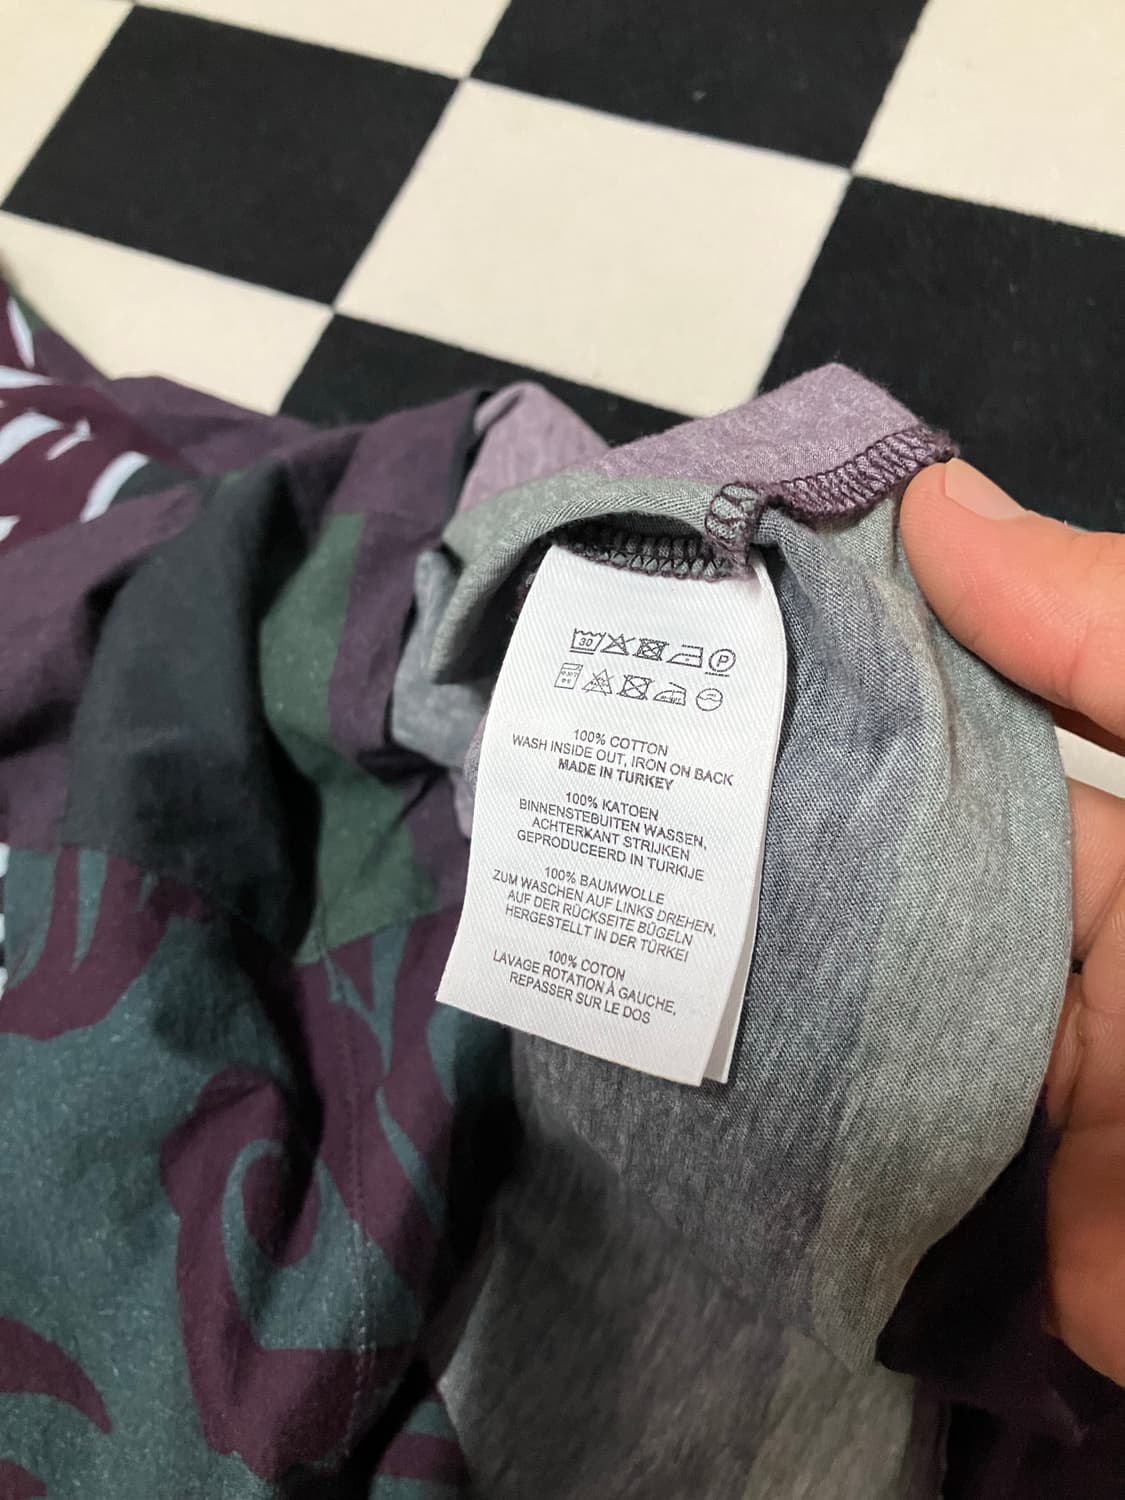 30 P
100% COTTON
WASH INSIDE OUT, IRON ON BACK
MADE IN TURKEY
100% KATOEN
BINNENSTEBUITEN WASSEN,
ACHTERKANT STRIJKEN
GEPRODUCEERD IN TURKIJE
100% BAUMWOLLE
ZUM WASCHEN AUF LINKS DREHEN,
AUF DER RÜCKSEITE BÜGELN
HERGESTELLT IN DER TÜRKEI
100% COTON
LAVAGE ROTATION À GAUCHE,
REPASSER SUR LE DOS